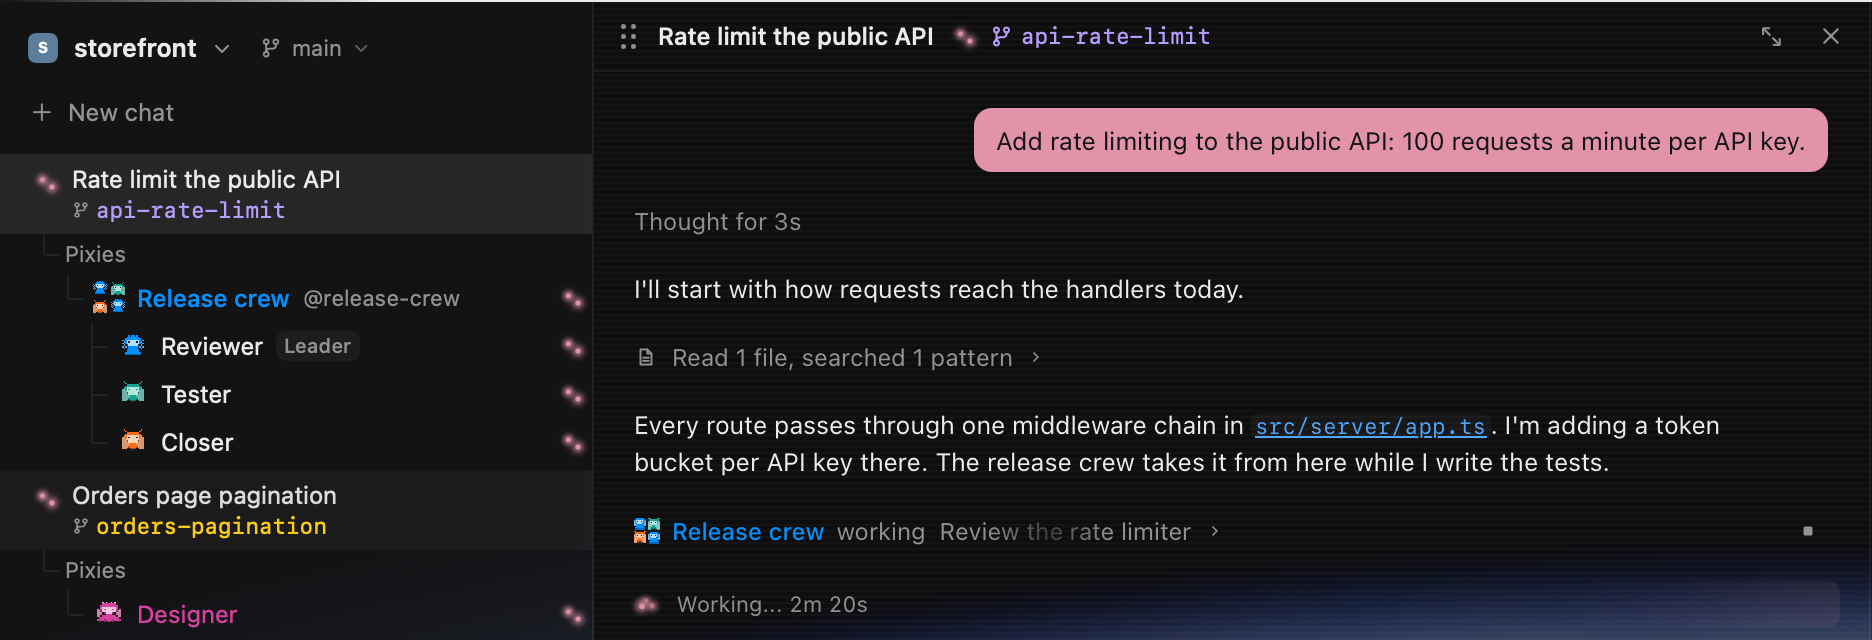 S storefront main
New chat
Rate limit the public API
api-rate-limit
Pixies
Release crew @release-crew
Reviewer Leader
Tester
Closer
Orders page pagination
orders-pagination
Pixies
Designer
Rate limit the public API api-rate-limit
Add rate limiting to the public API: 100 requests a minute per API key.
Thought for 3s
I'll start with how requests reach the handlers today.
Read 1 file, searched 1 pattern
Every route passes through one middleware chain in src/server/app.ts. I'm adding a token
bucket per API key there. The release crew takes it from here while I write the tests.
Release crew working Review the rate limiter
Working... 2m 20s